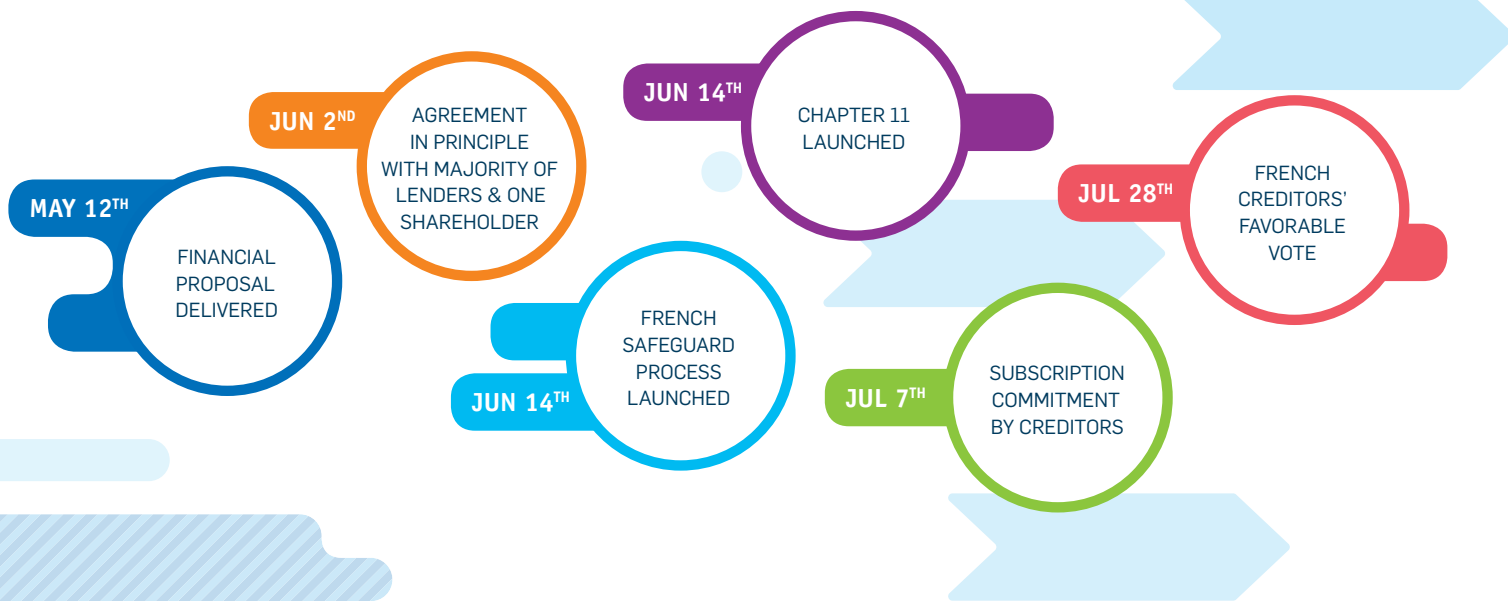 MAY 12TH
FINANCIAL
PROPOSAL
DELIVERED
JUN 2ND
AGREEMENT
IN PRINCIPLE
WITH MAJORITY OF
LENDERS & ONE
SHAREHOLDER
JUN 14TH
FRENCH
SAFEGUARD
PROCESS
LAUNCHED
JUN 14TH
CHAPTER 11
LAUNCHED
JUL 7TH
SUBSCRIPTION
COMMITMENT
BY CREDITORS
JUL 28TH
FRENCH
CREDITORS'
FAVORABLE
VOTE